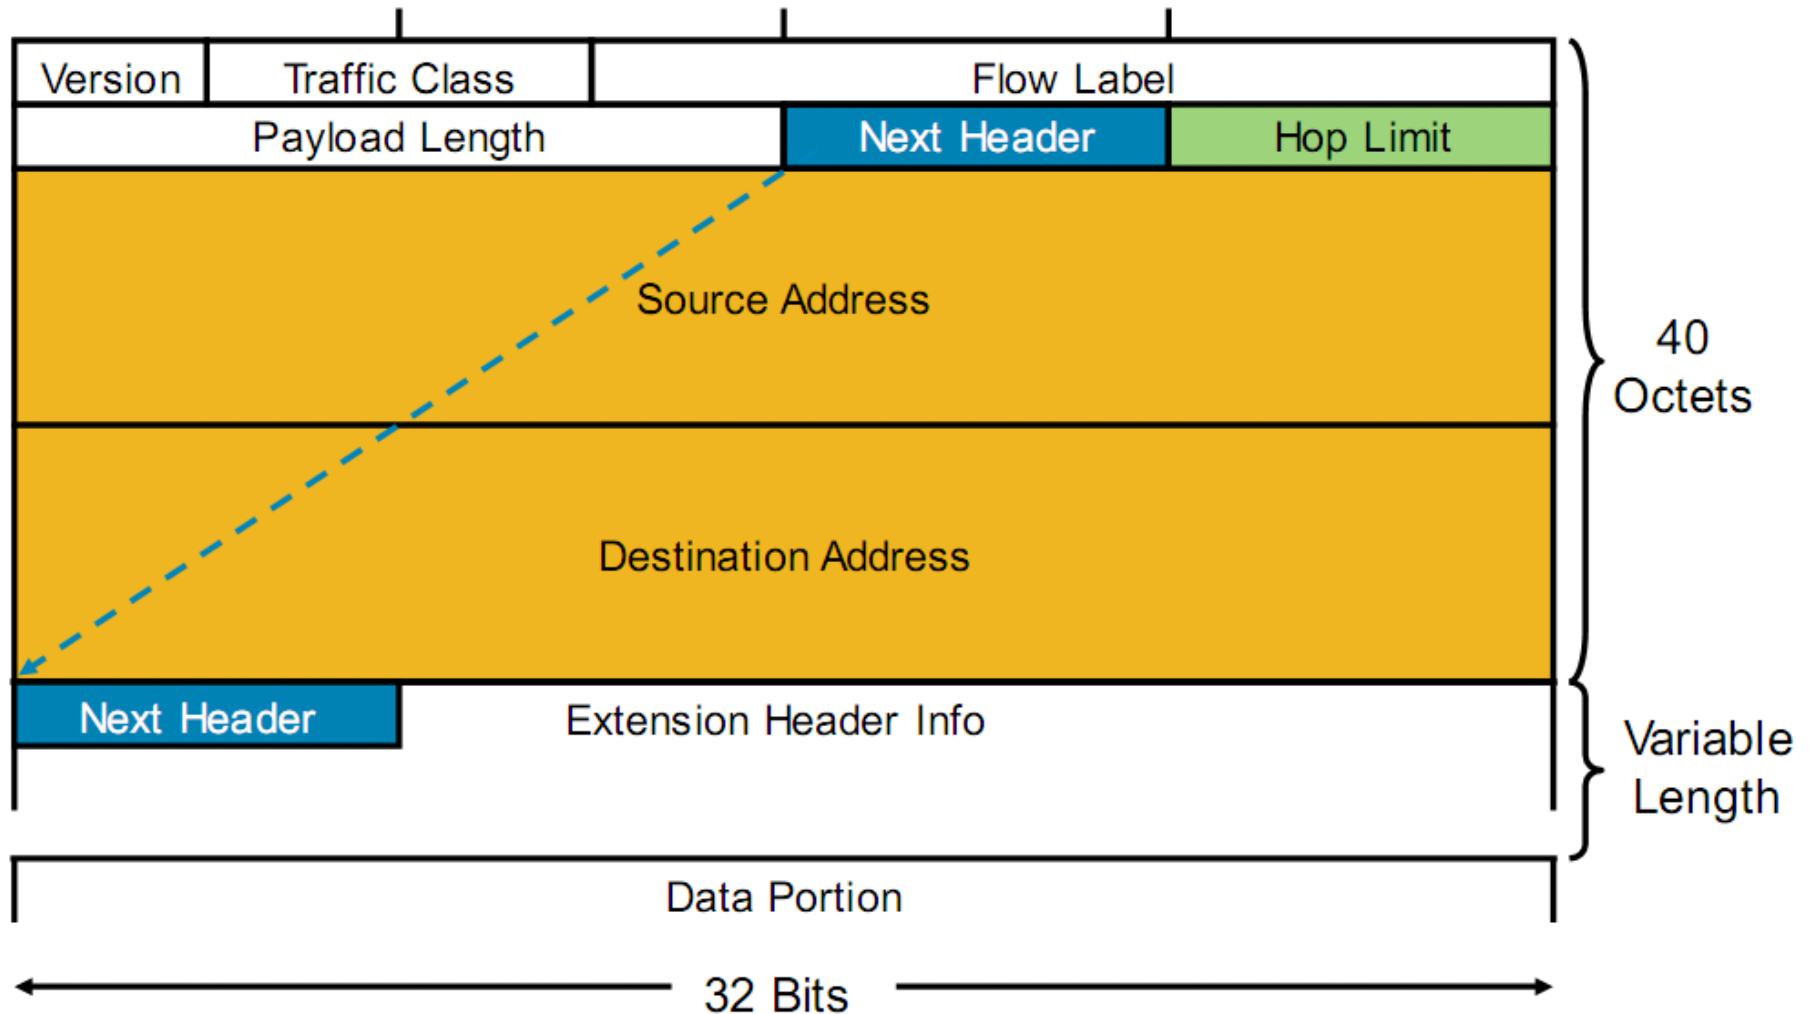 Version Traffic Class Flow Label
Payload Length Next Header Hop Limit
Source Address
40
Octets
Destination Address
Next Header Extension Header Info
Variable
Length
Data Portion
32 Bits